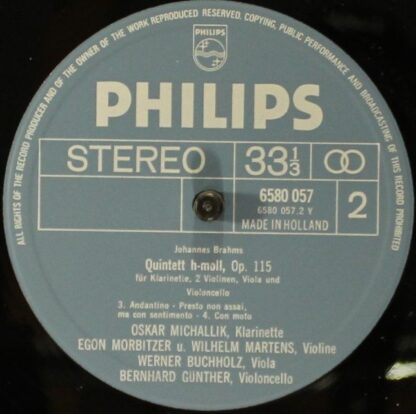 ALL RIGHTS OF THE RECORD PRODUCER AND OF THE OWNER OF THE WORK REPRODUCED RESERVED. COPYING, PUBLIC PERFORMANCE AND BROADCASTING OF THIS RECORD PROHIBITED
PHILIPS
PHILIPS
STEREO 33 1/3
6580 057
6580 057.2 Y
MADE IN HOLLAND
2
Johannes Brahms
Quintett h-moll, Op. 115
für Klarinette, 2 Violinen, Viola und
Violoncello
3. Andantino - Presto non assai,
ma con sentimento - 4. Con moto
OSKAR MICHALLIK, Klarinette
EGON MORBITZER u. WILHELM MARTENS, Violine
WERNER BUCHHOLZ, Viola
BERNHARD GÜNTHER, Violoncello